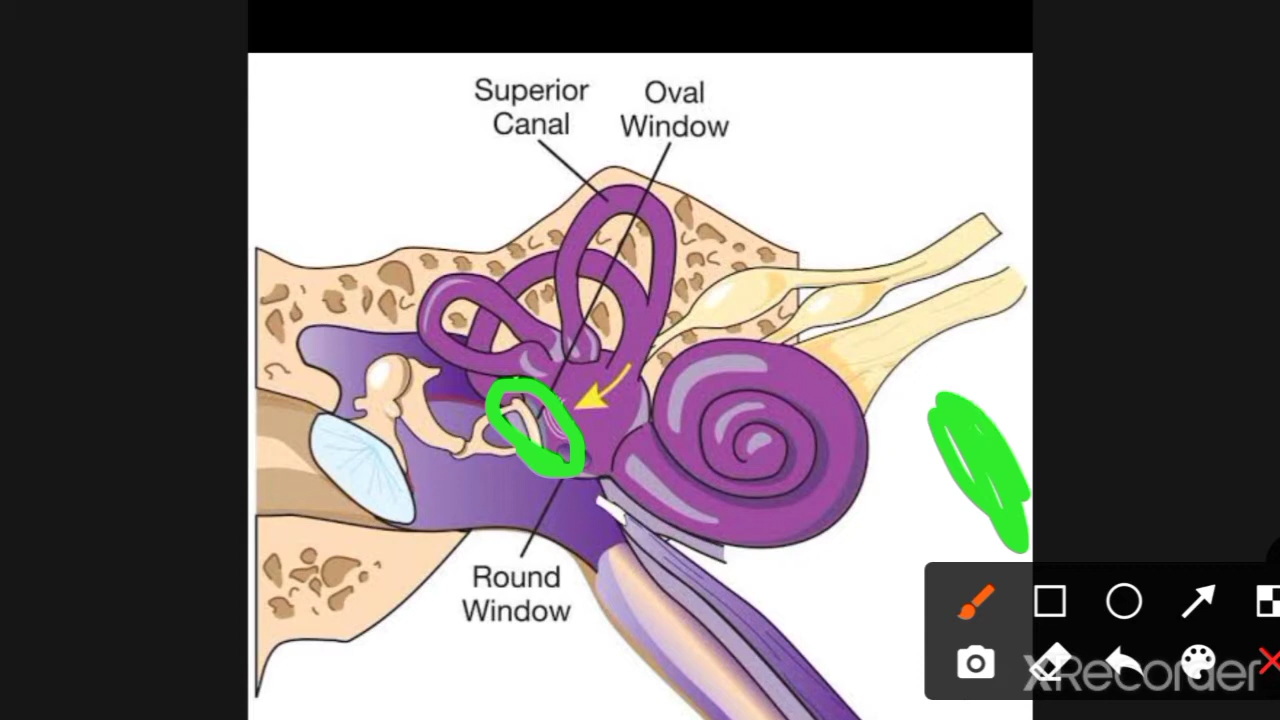 Superior
Canal
Oval
Window
Round
Window
XRecorder